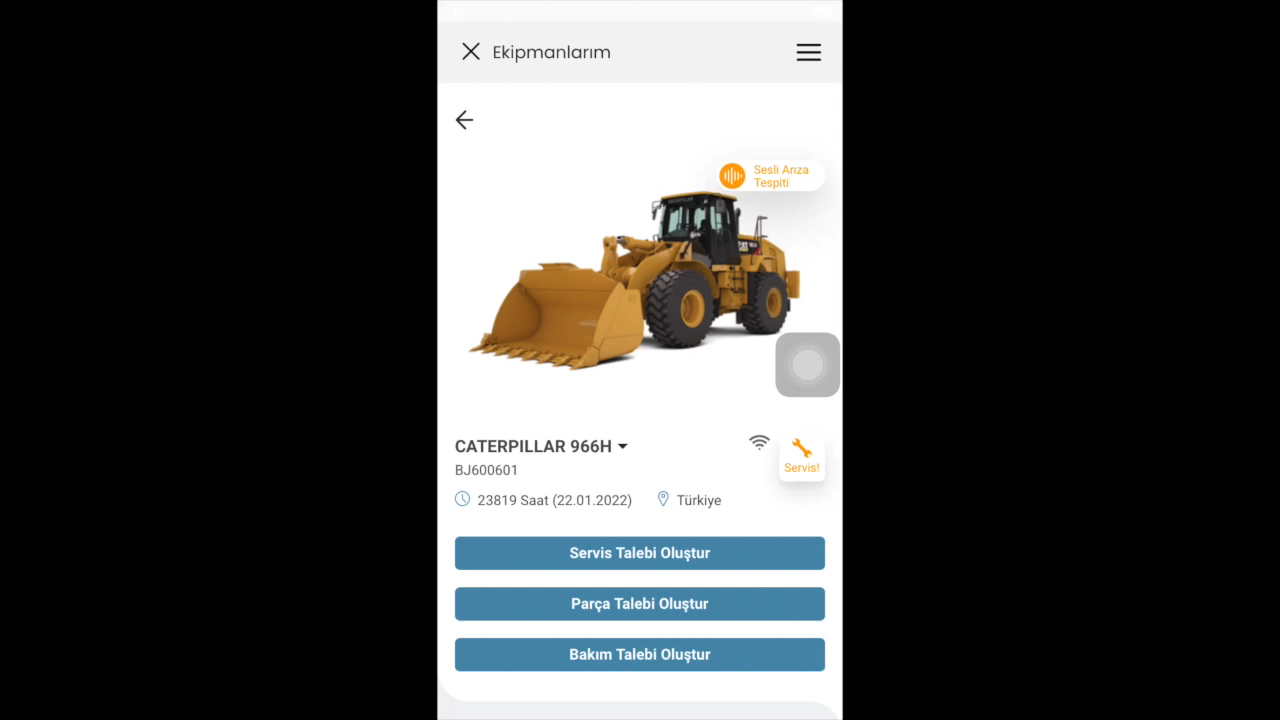 Ekipmanlarım
Sesli Arıza
Tespiti
CAT
CATERPILLAR 966H
BJ600601
Servis!
23819 Saat (22.01.2022)
Türkiye
Servis Talebi Oluştur
Parça Talebi Oluştur
Bakım Talebi Oluştur